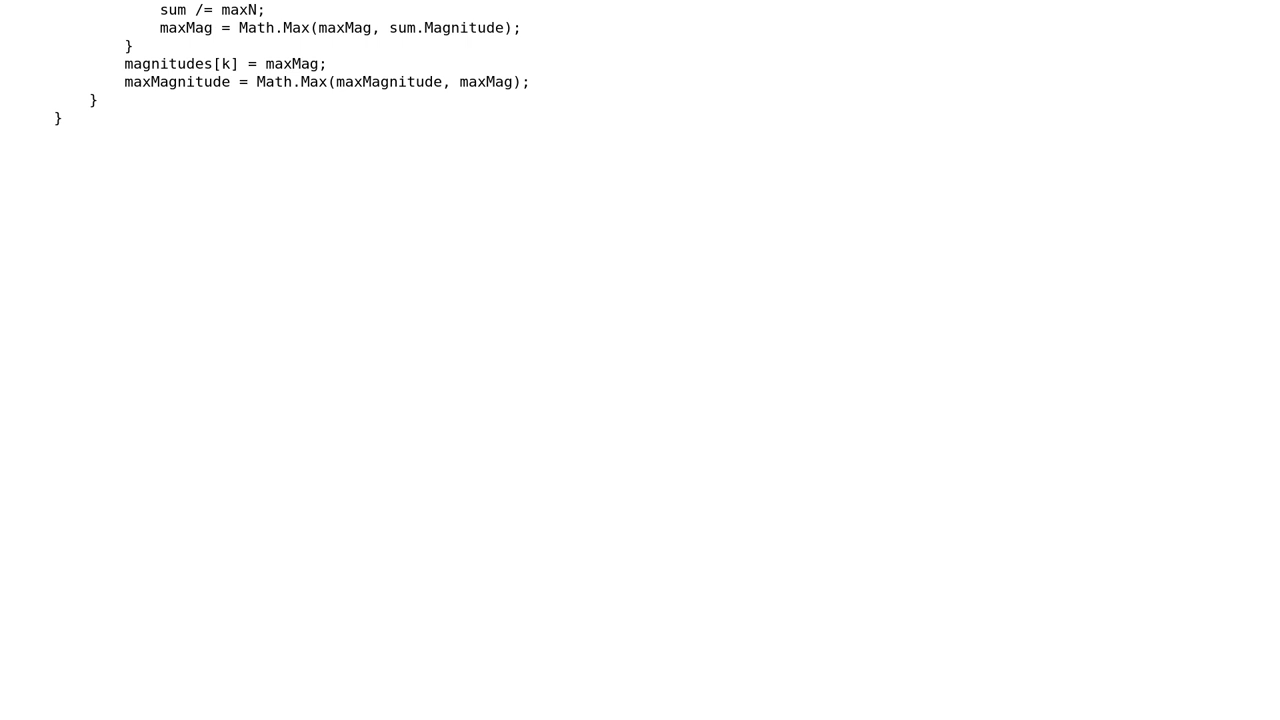 sum /= maxN;
maxMag = Math.Max(maxMag, sum.Magnitude);
}
magnitudes[k] = maxMag;
maxMagnitude = Math.Max(maxMagnitude, maxMag);
}
}